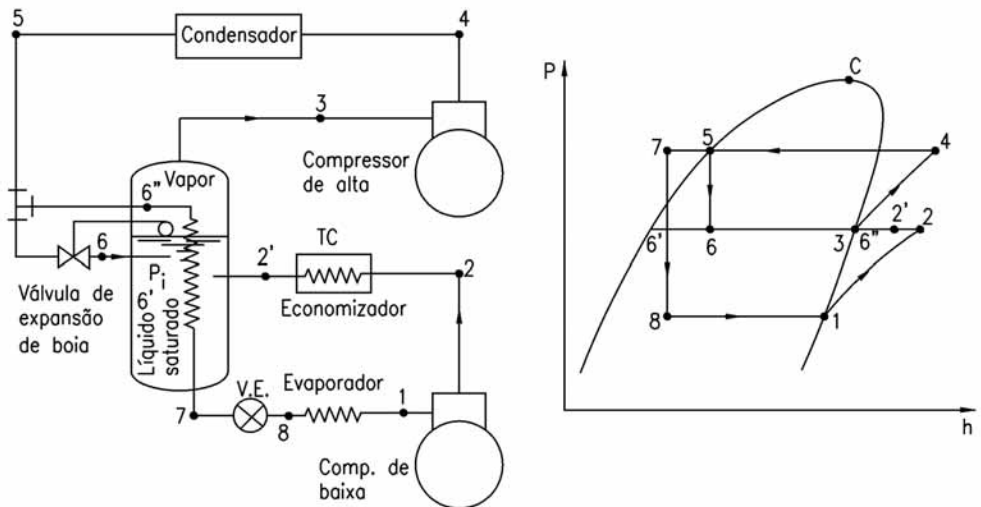 5
Condensador
4
3
Compressor
de alta
Vapor
6"
6
P i
Válvula de
expansão
de boia
Líquido 6'
saturado
2'
TC
Economizador
2
V.E.
Evaporador
1
7
8
Comp. de
baixa
P
C
7
5
4
6'
6
3
6"
2'
2
8
1
h